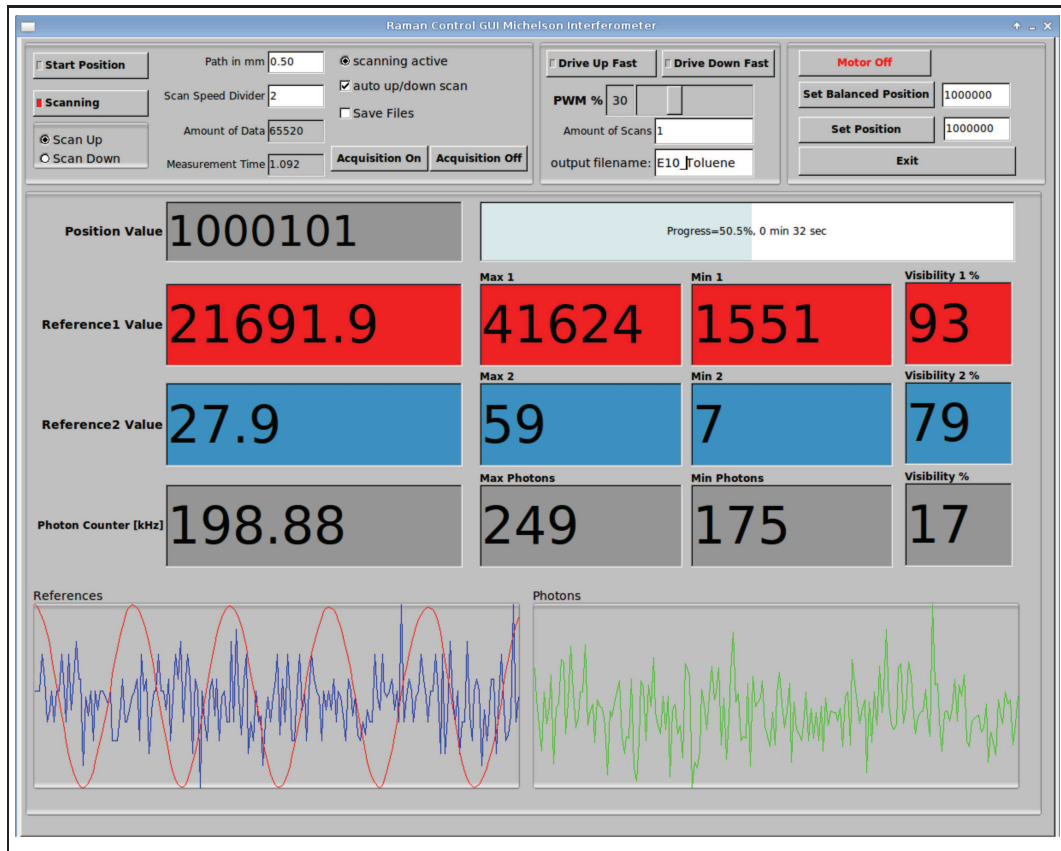 Raman Control GUI Michelson Interferometer
Start Position
Path in mm 0.50
scanning active
Scanning
Scan Speed Divider 2
auto up/down scan
Save Files
Scan Up
Scan Down
Amount of Data 65520
Measurement Time 1.092
Acquisition On Acquisition Off
Drive Up Fast Drive Down Fast
PWM % 30
Amount of Scans 1
output filename: E10_Toluene
Motor Off
Set Balanced Position 1000000
Set Position 1000000
Exit
Position Value 1000101
Progress=50.5%, 0 min 32 sec
Max 1 Min 1 Visibility 1 %
Reference1 Value 21691.9 41624 1551 93
Max 2 Min 2 Visibility 2 %
Reference2 Value 27.9 59 7 79
Max Photons Min Photons Visibility %
Photon Counter [kHz] 198.88 249 175 17
References Photons